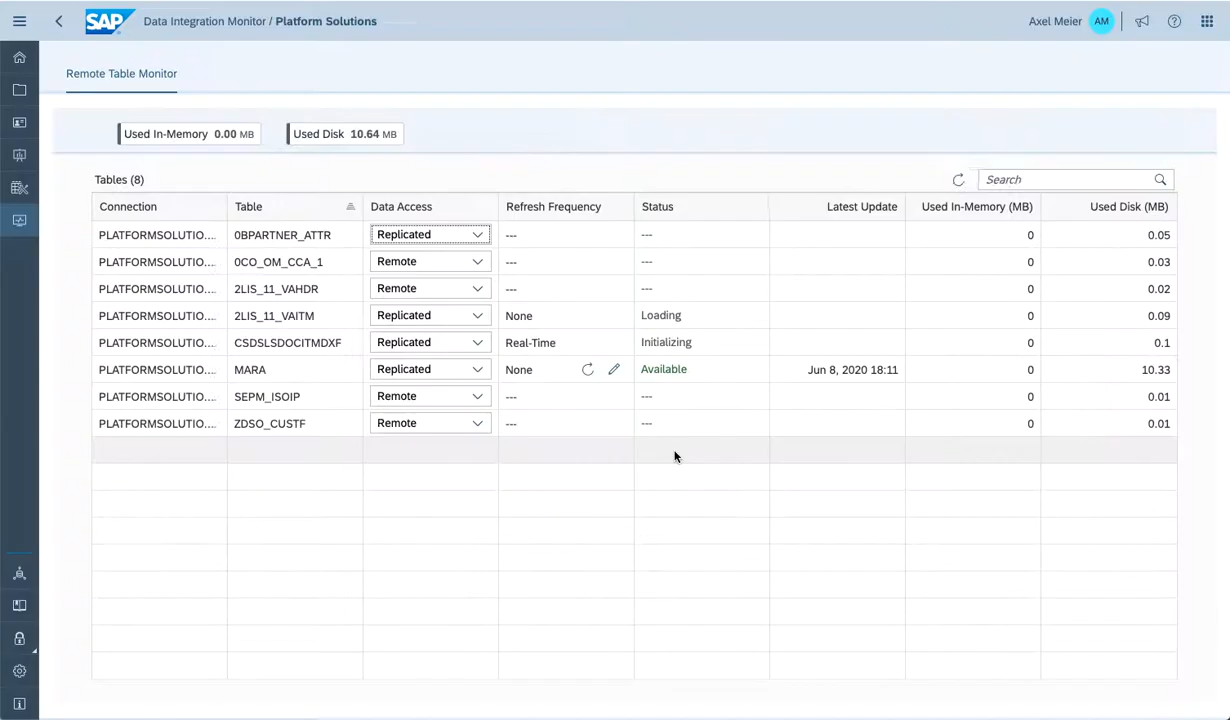 SAP Data Integration Monitor / Platform Solutions Axel Meier AM
Remote Table Monitor
Used In-Memory 0.00 MB Used Disk 10.64 MB
Tables (8) Search
Connection Table Data Access Refresh Frequency Status Latest Update Used In-Memory (MB) Used Disk (MB)
PLATFORMSOLUTIO.... 0BPARTNER_ATTR Replicated --- --- 0 0.05
PLATFORMSOLUTIO.... 0CO_OM_CCA_1 Remote --- --- 0 0.03
PLATFORMSOLUTIO.... 2LIS_11_VAHDR Remote --- --- 0 0.02
PLATFORMSOLUTIO.... 2LIS_11_VAITM Replicated None Loading 0 0.09
PLATFORMSOLUTIO.... CSDSLSDOCITMDXF Replicated Real-Time Initializing 0 0.1
PLATFORMSOLUTIO.... MARA Replicated None Available Jun 8, 2020 18:11 0 10.33
PLATFORMSOLUTIO.... SEPM_ISOIP Remote --- --- 0 0.01
PLATFORMSOLUTIO.... ZDSO_CUSTF Remote --- --- 0 0.01